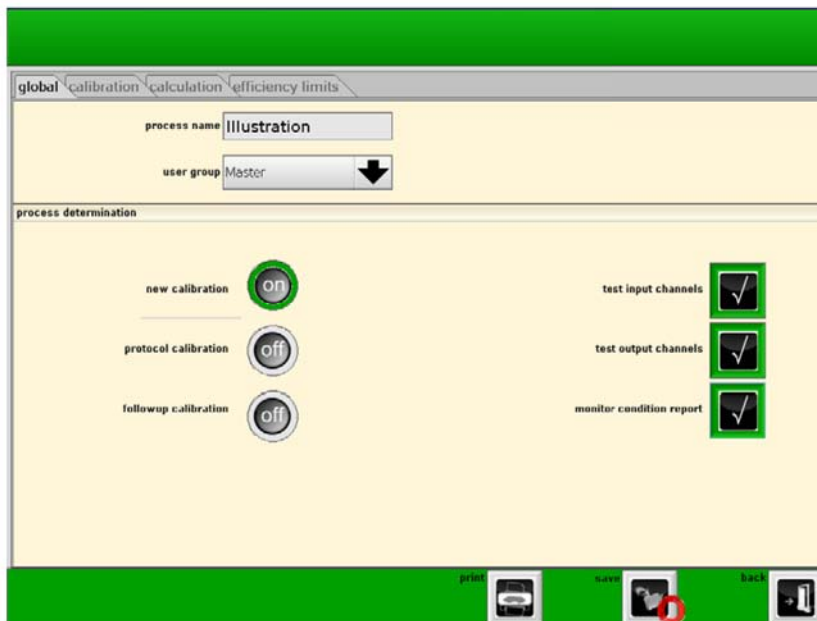 global calibration calculation efficiency limits
process name Illustration
user group Master
process determination
new calibration on
test input channels
protocol calibration off
test output channels
followup calibration off
monitor condition report
print save back